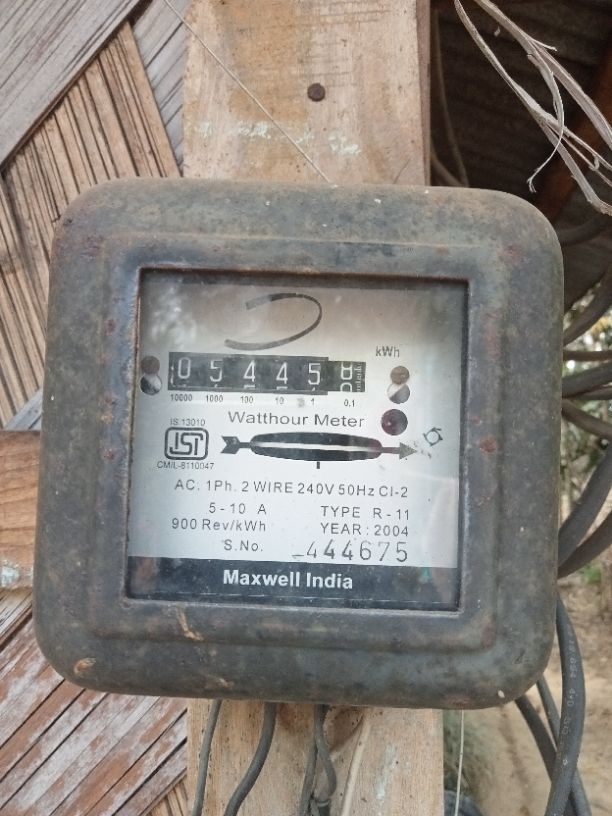 kWh
0 5 4 4 5 8
10000 1000 100 10 1 0.1
Watthour Meter
IS 13010
ISI
CM/L-8110047
AC. 1Ph. 2 WIRE 240V 50Hz Cl-2
5 - 10 A TYPE R - 11
900 Rev/kWh YEAR : 2004
S.No. 444675
Maxwell India